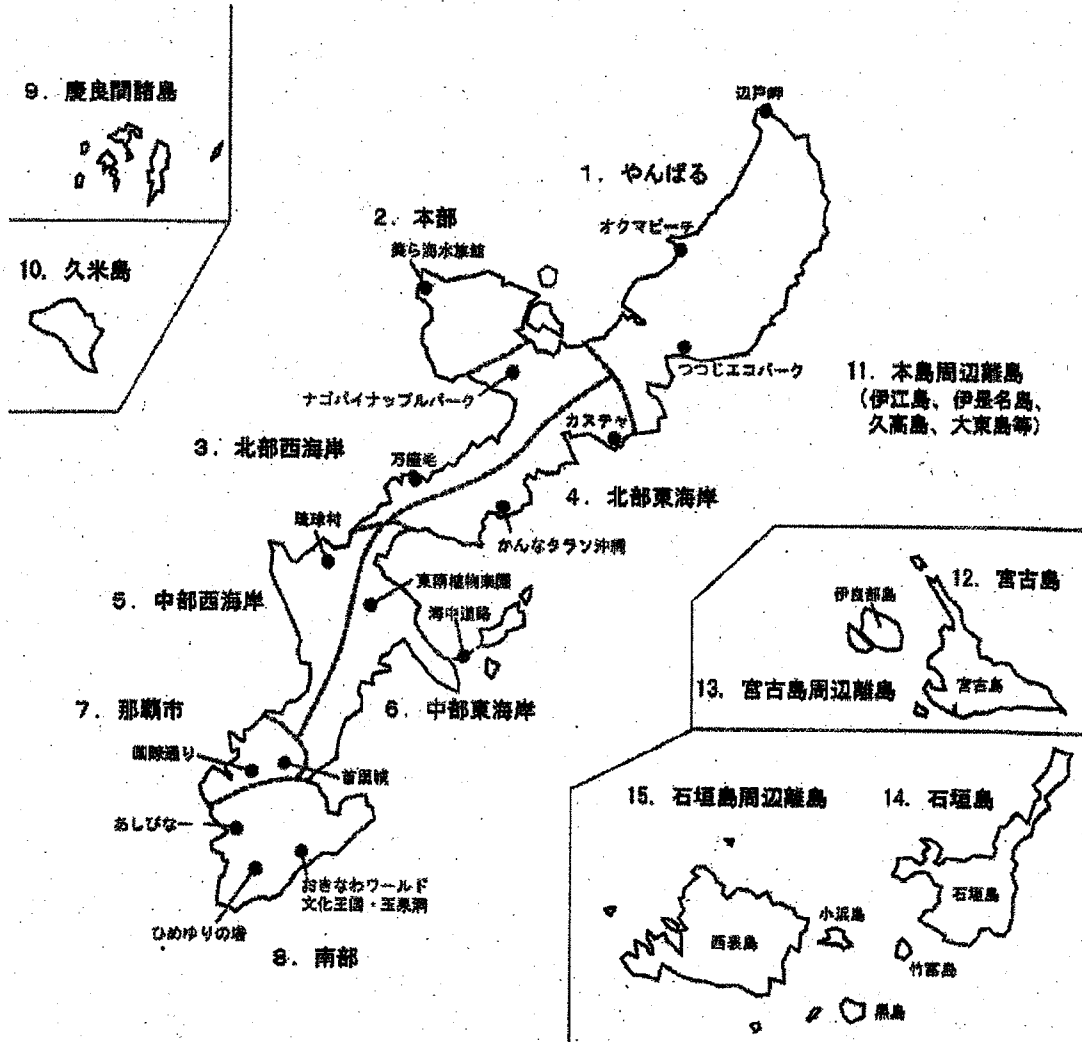 9. 慶良間諸島
辺戸岬
1. やんばる
2. 本部
オクマビーチ
美ら海水族館
10. 久米島
つつじエコパーク
11. 本島周辺離島
(伊江島、伊是名島、
久高島、大東島等)
ナゴパイナップルパーク
カヌチャ
3. 北部西海岸
万座毛
4. 北部東海岸
琉球村
かんなタラソ沖縄
12. 宮古島
東南植物楽園
伊良部島
5. 中部西海岸
海中道路
13. 宮古島周辺離島
宮古島
7. 那覇市
6. 中部東海岸
国際通り
首里城
15. 石垣島周辺離島
14. 石垣島
あしびなー
おきなわワールド
文化王国・玉泉洞
石垣島
小浜島
ひめゆりの塔
西表島
竹富島
8. 南部
黒島